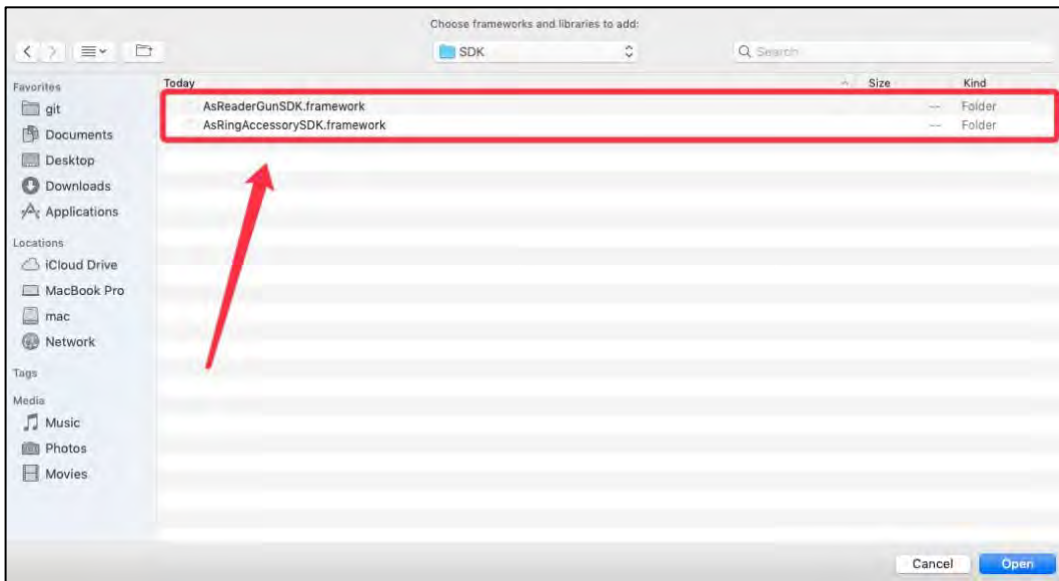 Choose frameworks and libraries to add:
SDK
Search
Favorites
git
Documents
Desktop
Downloads
Applications
Locations
iCloud Drive
MacBook Pro
mac
Network
Tags
Media
Music
Photos
Movies
Today Size Kind
AsReaderGunSDK.framework -- Folder
AsRingAccessorySDK.framework -- Folder
Cancel Open